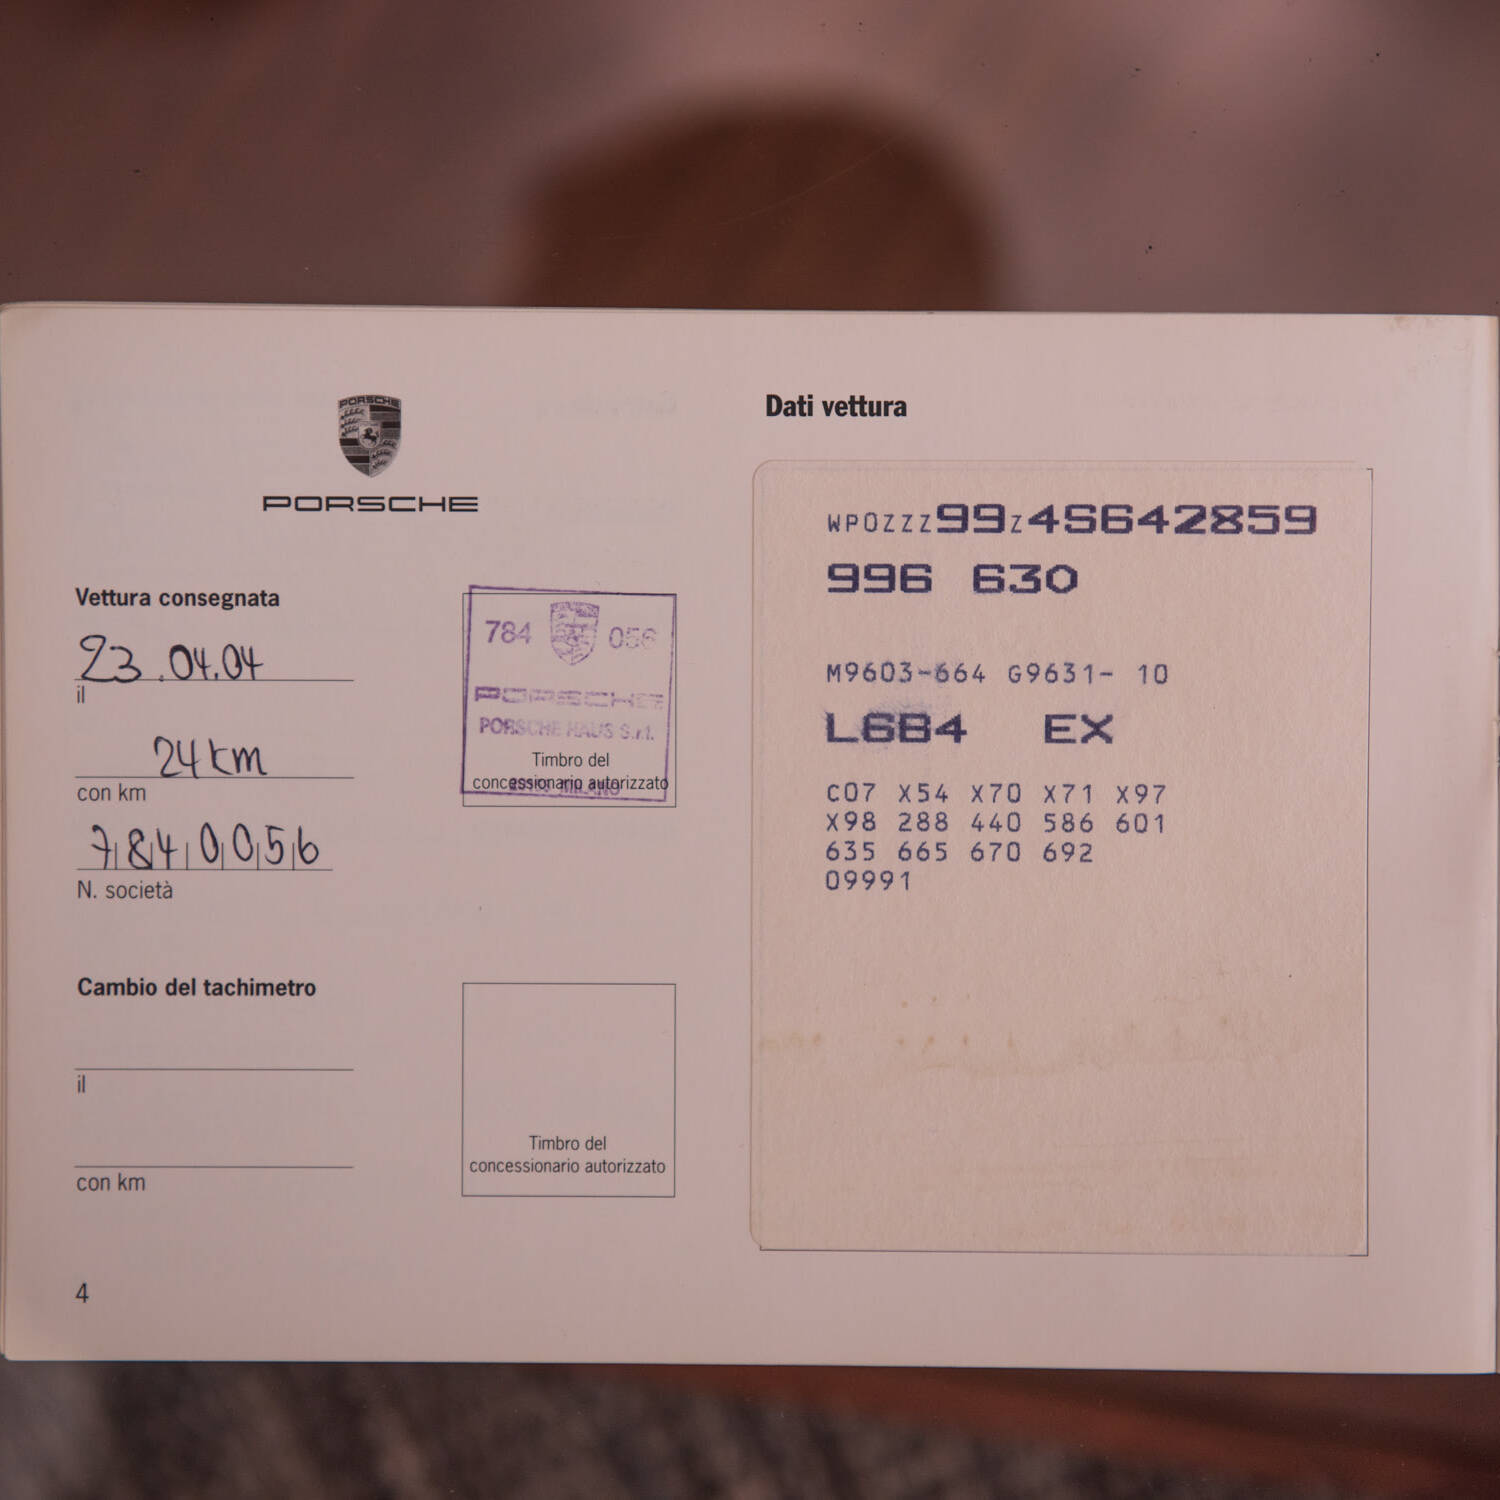 PORSCHE
PORSCHE
Vettura consegnata
23.04.04
il
24 km
con km
7840056
N. società
784 056
PORSCHE
PORSCHE HAUS S.r.l.
Timbro del
concessionario autorizzato
MILANO
Cambio del tachimetro
il
con km
Timbro del
concessionario autorizzato
4
Dati vettura
WP0ZZZ99Z4S642859
996 630
M9603-664 G9631- 10
L6B4 EX
C07 X54 X70 X71 X97
X98 288 440 586 601
635 665 670 692
09991